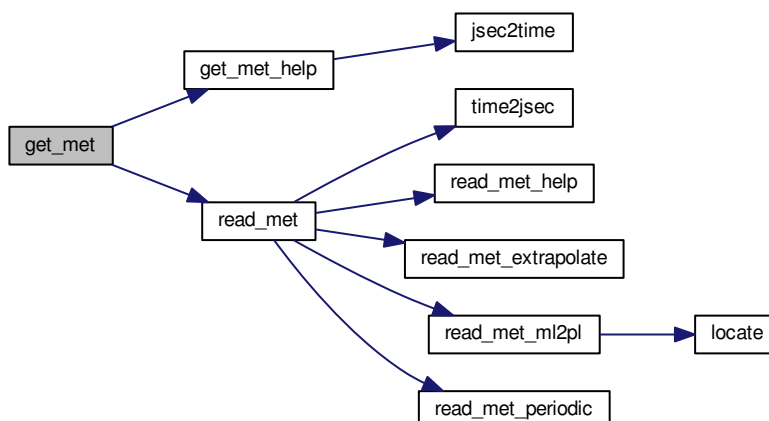 get_met
get_met_help
jsec2time
read_met
time2jsec
read_met_help
read_met_extrapolate
read_met_ml2pl
locate
read_met_periodic